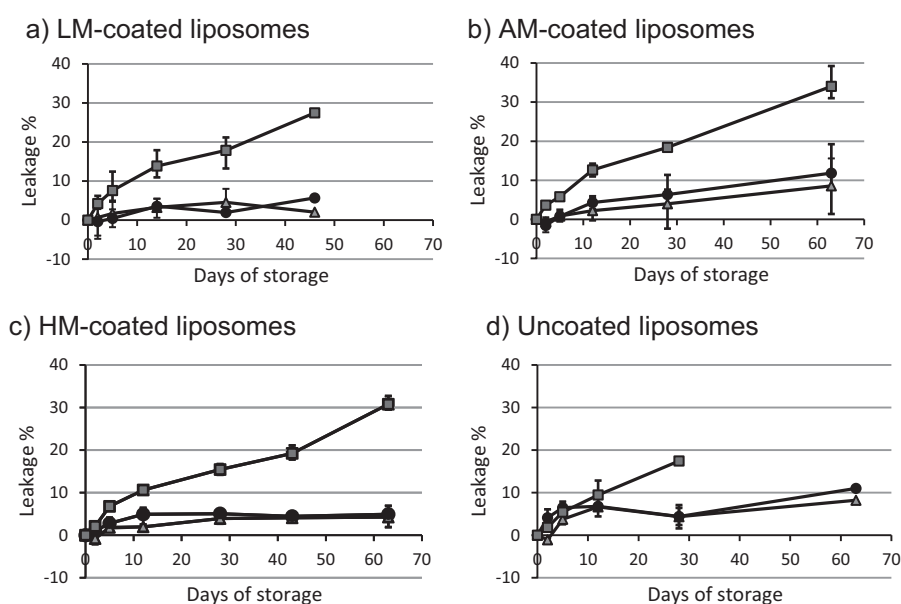 a) LM-coated liposomes
40
30
20
10
0
-10
Leakage %
0 10 20 30 40 50 60 70
Days of storage
b) AM-coated liposomes
40
30
20
10
0
-10
Leakage %
0 10 20 30 40 50 60 70
Days of storage
c) HM-coated liposomes
40
30
20
10
0
-10
Leakage %
0 10 20 30 40 50 60 70
Days of storage
d) Uncoated liposomes
40
30
20
10
0
-10
Leakage %
0 10 20 30 40 50 60 70
Days of storage